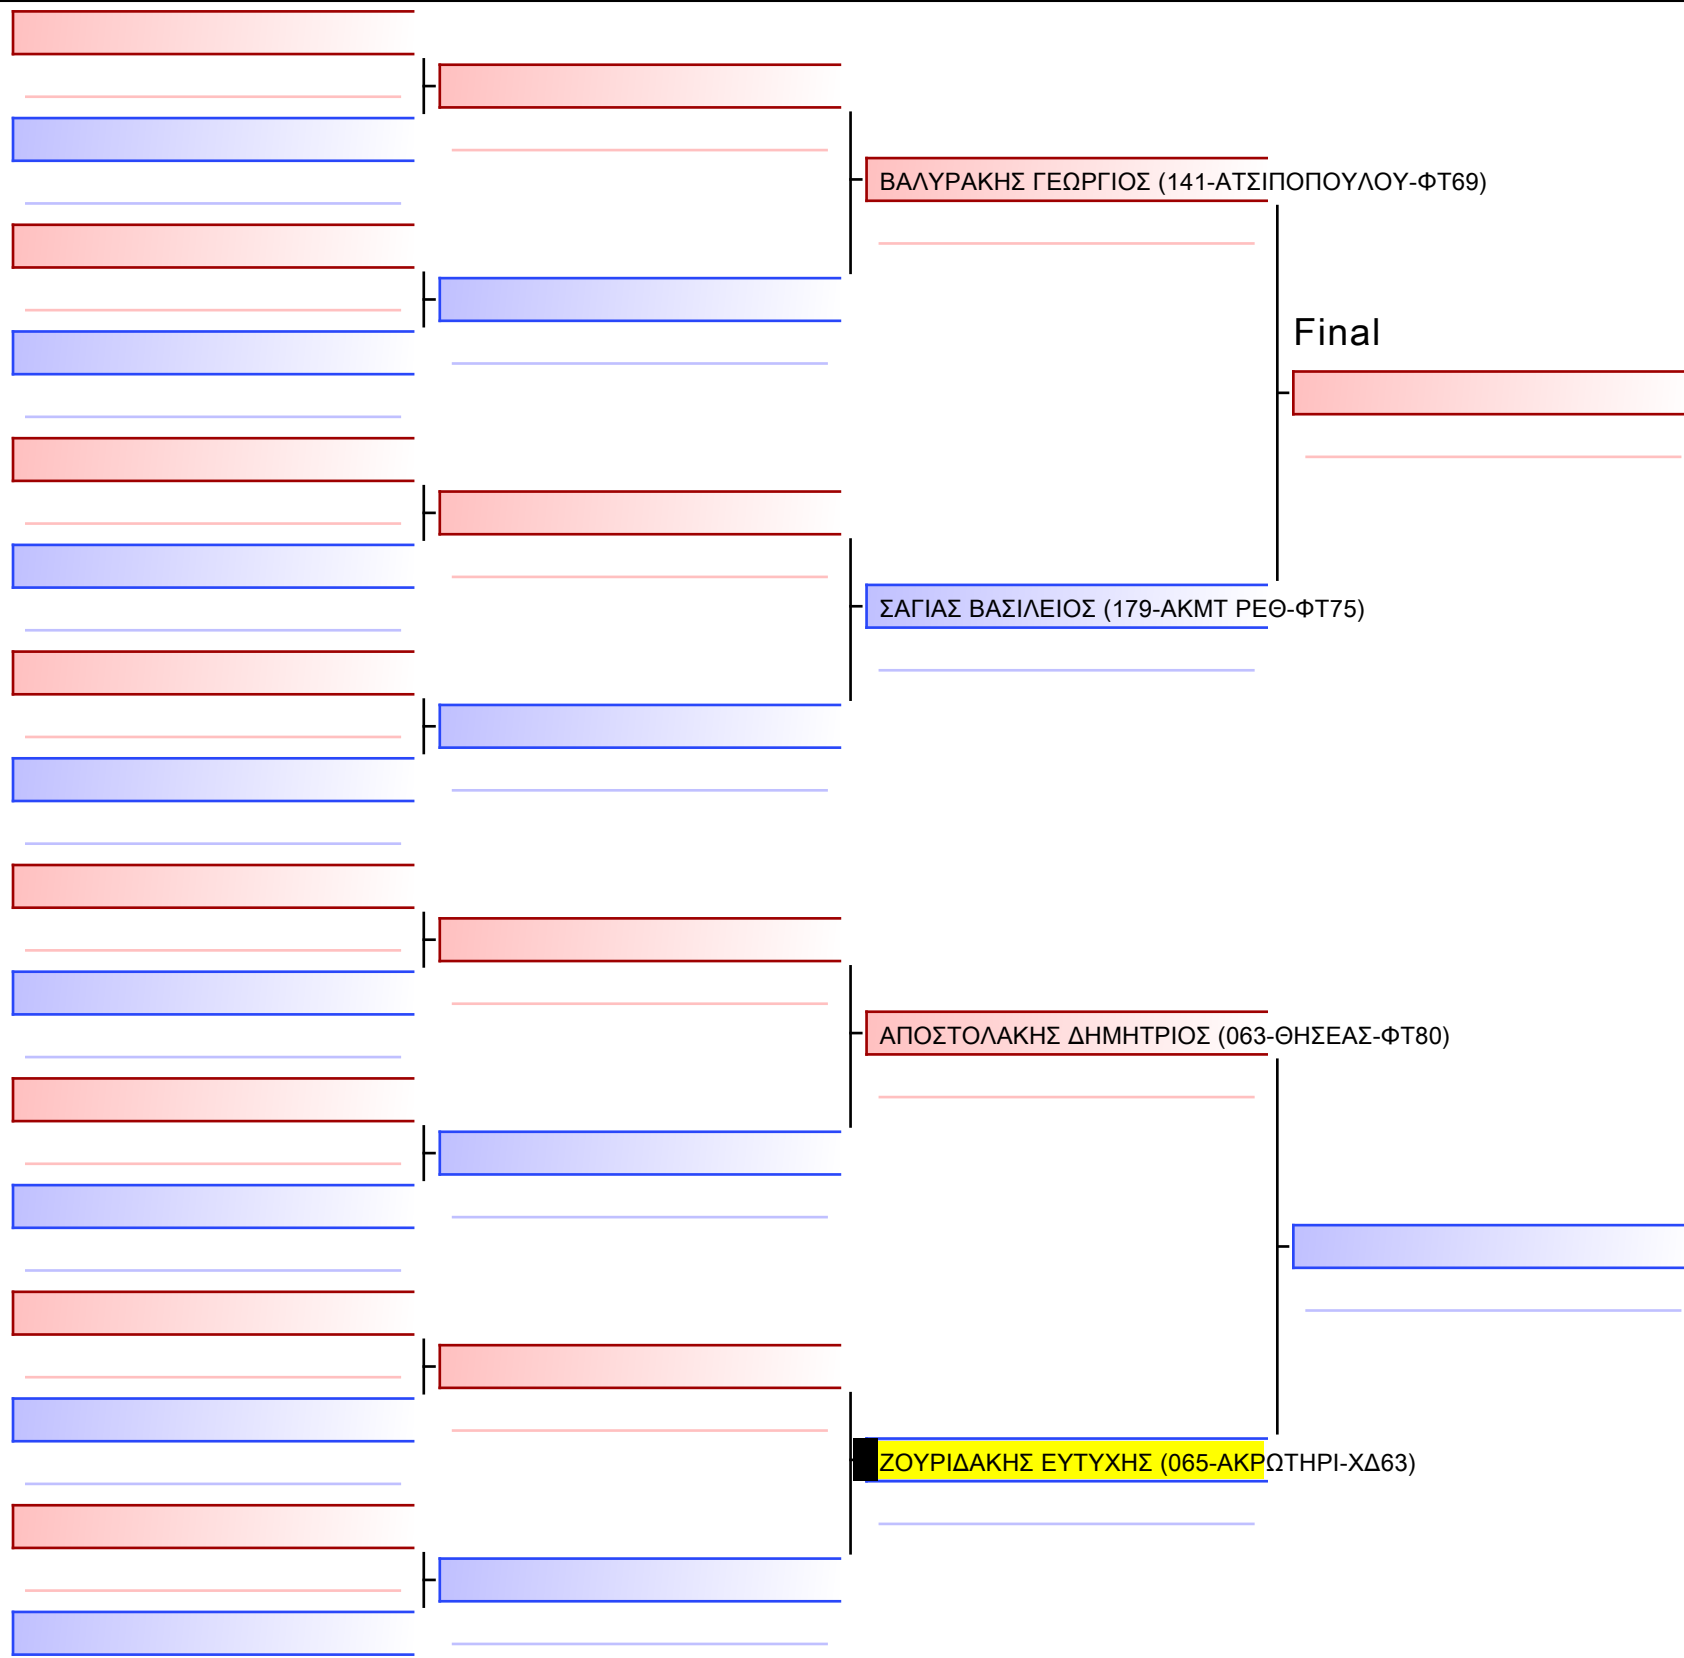 ΒΑΛΥΡΑΚΗΣ ΓΕΩΡΓΙΟΣ (141-ΑΤΣΙΠΟΠΟΥΛΟΥ-ΦΤ69)
Final
ΣΑΓΙΑΣ ΒΑΣΙΛΕΙΟΣ (179-ΑΚΜΤ ΡΕΘ-ΦΤ75)
ΑΠΟΣΤΟΛΑΚΗΣ ΔΗΜΗΤΡΙΟΣ (063-ΘΗΣΕΑΣ-ΦΤ80)
ΖΟΥΡΙΔΑΚΗΣ ΕΥΤΥΧΗΣ (065-ΑΚΡΩΤΗΡΙ-ΧΔ63)